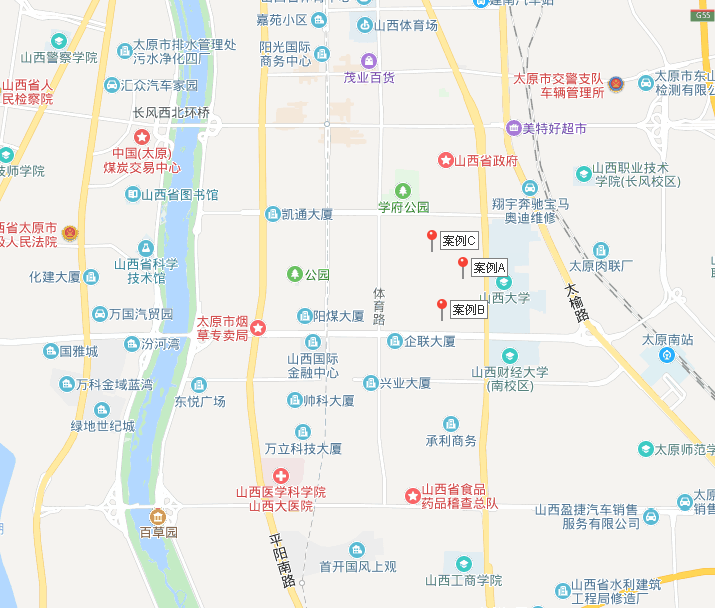 建南汽车站
嘉苑小区
山西体育场
G55
山西警察学院
太原市排水管理处
污水净化四厂
阳光国际
商务中心
茂业百货
山西省人
民检察院
汇众汽车家园
太原市交警支队
车辆管理所
太原市东山
检测有限公
长风西北环桥
美特好超市
中国(太原)
煤炭交易中心
山西省政府
技师学院
山西职业技术
学院(长风校区)
山西省图书馆
学府公园
翔宇奔驰宝马
奥迪维修
凯通大厦
西省太原市
级人民法院
案例C
山西省科学
技术馆
太原肉联厂
化建大厦
公园
案例A
山西大学
太榆路
体育路
万国汽贸园
太原市烟
草专卖局
阳煤大厦
案例B
国雅城
汾河湾
企联大厦
太原南站
山西国际
金融中心
山西财经大学
(南校区)
万科金域蓝湾
东悦广场
兴业大厦
帅科大厦
绿地世纪城
承利商务
万立科技大厦
太原师范学
山西医学科学院
山西大医院
山西省食品
药品稽查总队
太原
销售
山西盈捷汽车销售
服务有限公司
百草园
平阳南路
首开国风上观
山西工商学院
山西省水利建筑
工程局修造厂